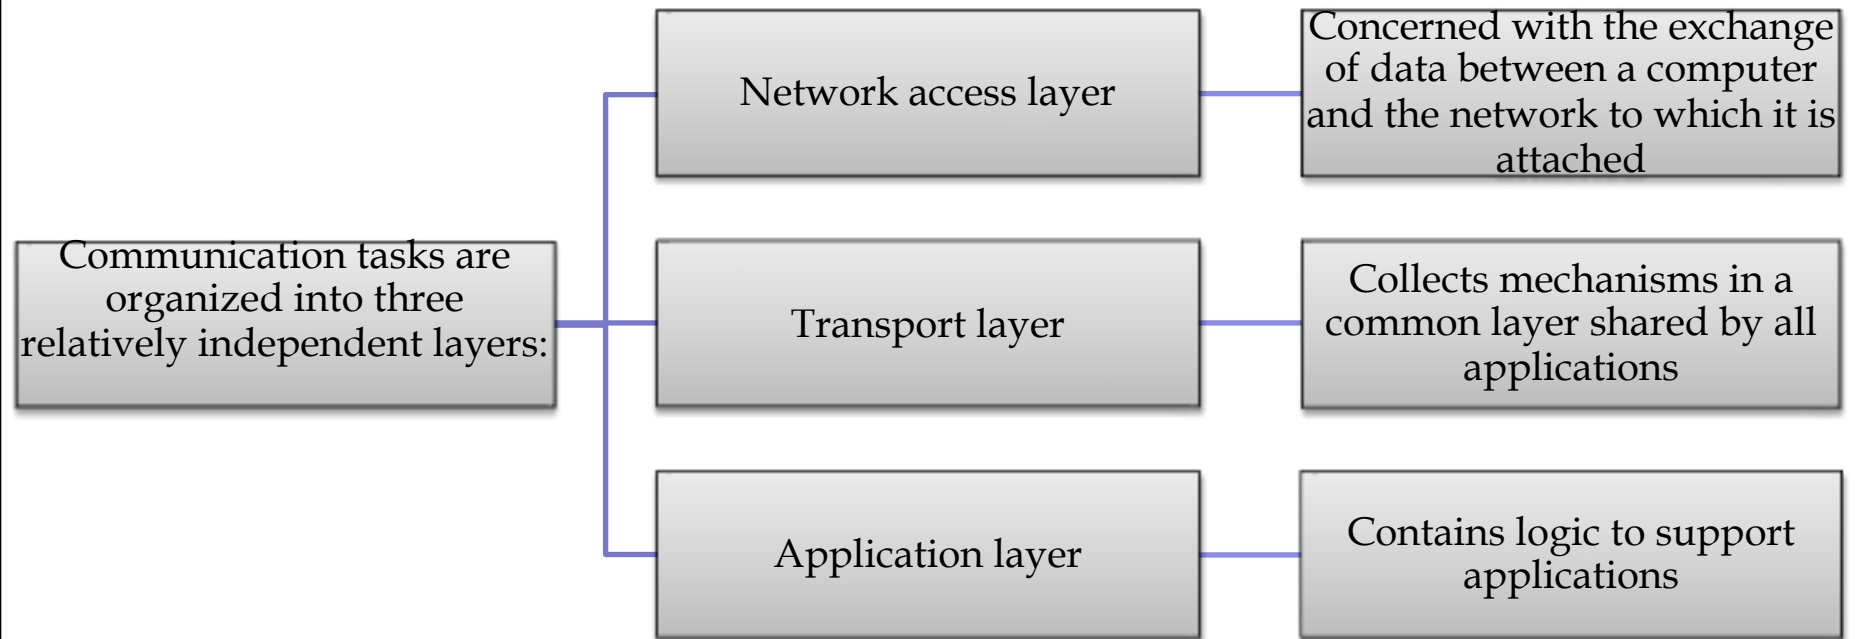 Communication tasks are
organized into three
relatively independent layers:
Network access layer
Concerned with the exchange
of data between a computer
and the network to which it is
attached
Transport layer
Collects mechanisms in a
common layer shared by all
applications
Application layer
Contains logic to support
applications